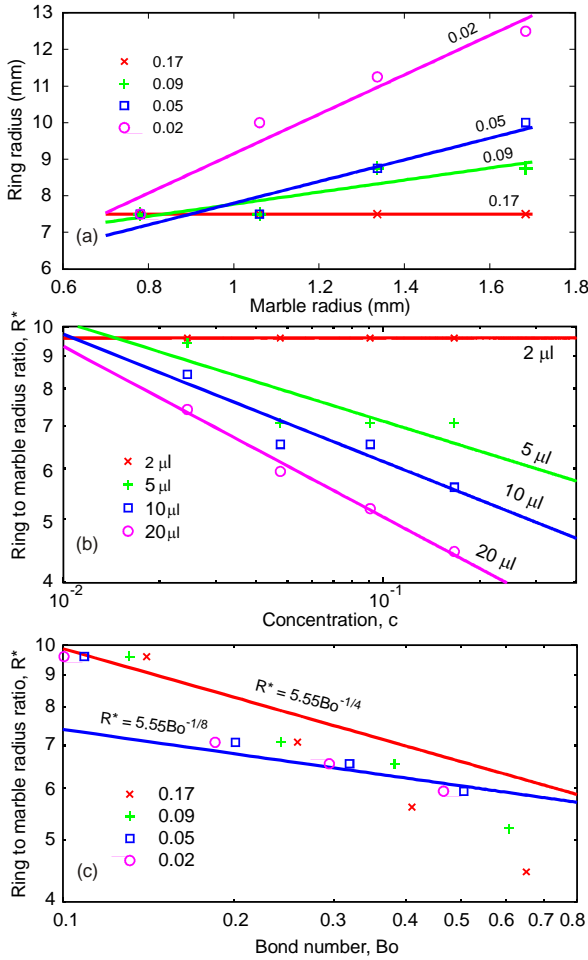 13
12
11
10
9
8
7
6
Ring radius (mm)
0.17
0.09
0.05
0.02
0.02
0.05
0.09
0.17
(a)
0.6 0.8 1 1.2 1.4 1.6 1.8
Marble radius (mm)
10
9
8
7
6
5
4
Ring to marble radius ratio, R*
2 µl
5 µl
10 µl
20 µl
2 µl
5 µl
10 µl
20 µl
(b)
10⁻² 10⁻¹
Concentration, c
10
9
8
7
6
5
4
Ring to marble radius ratio, R*
R* = 5.55Bo⁻¹/⁴
R* = 5.55Bo⁻¹/⁸
0.17
0.09
0.05
0.02
(c)
0.1 0.2 0.3 0.4 0.5 0.6 0.7 0.8
Bond number, Bo